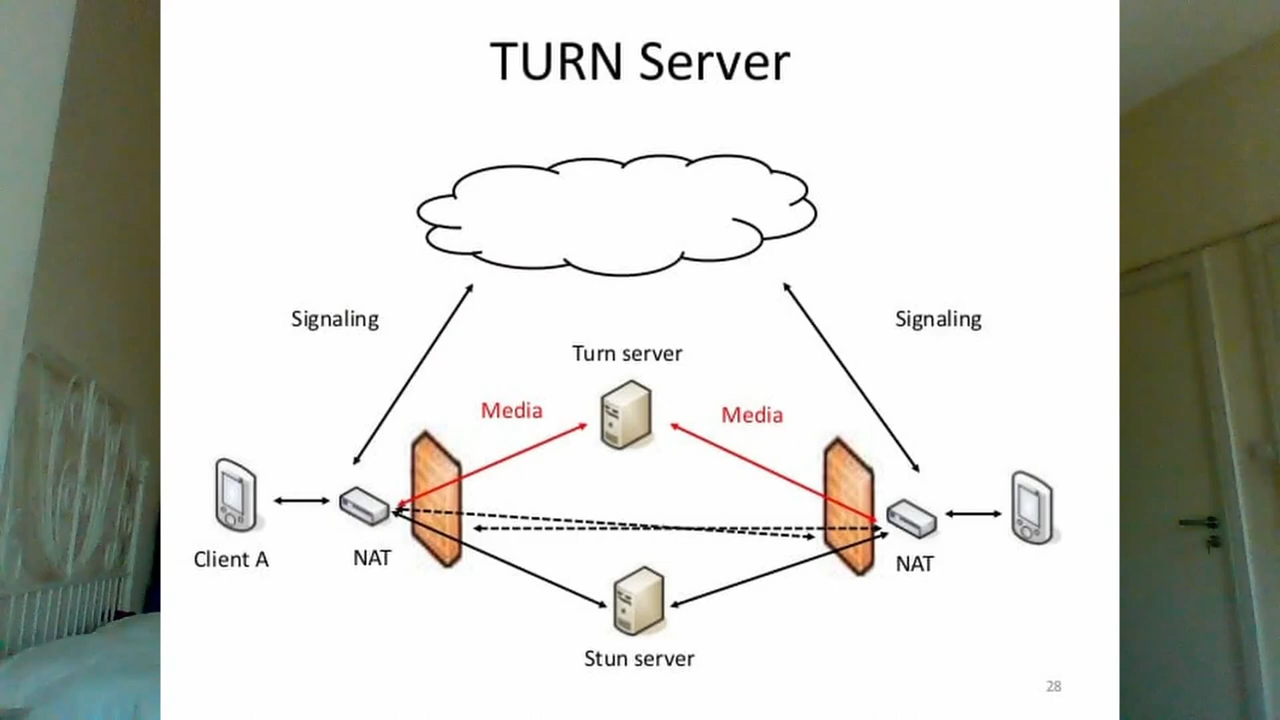 TURN Server
Signaling
Signaling
Turn server
Media
Media
Client A
NAT
NAT
Stun server
28